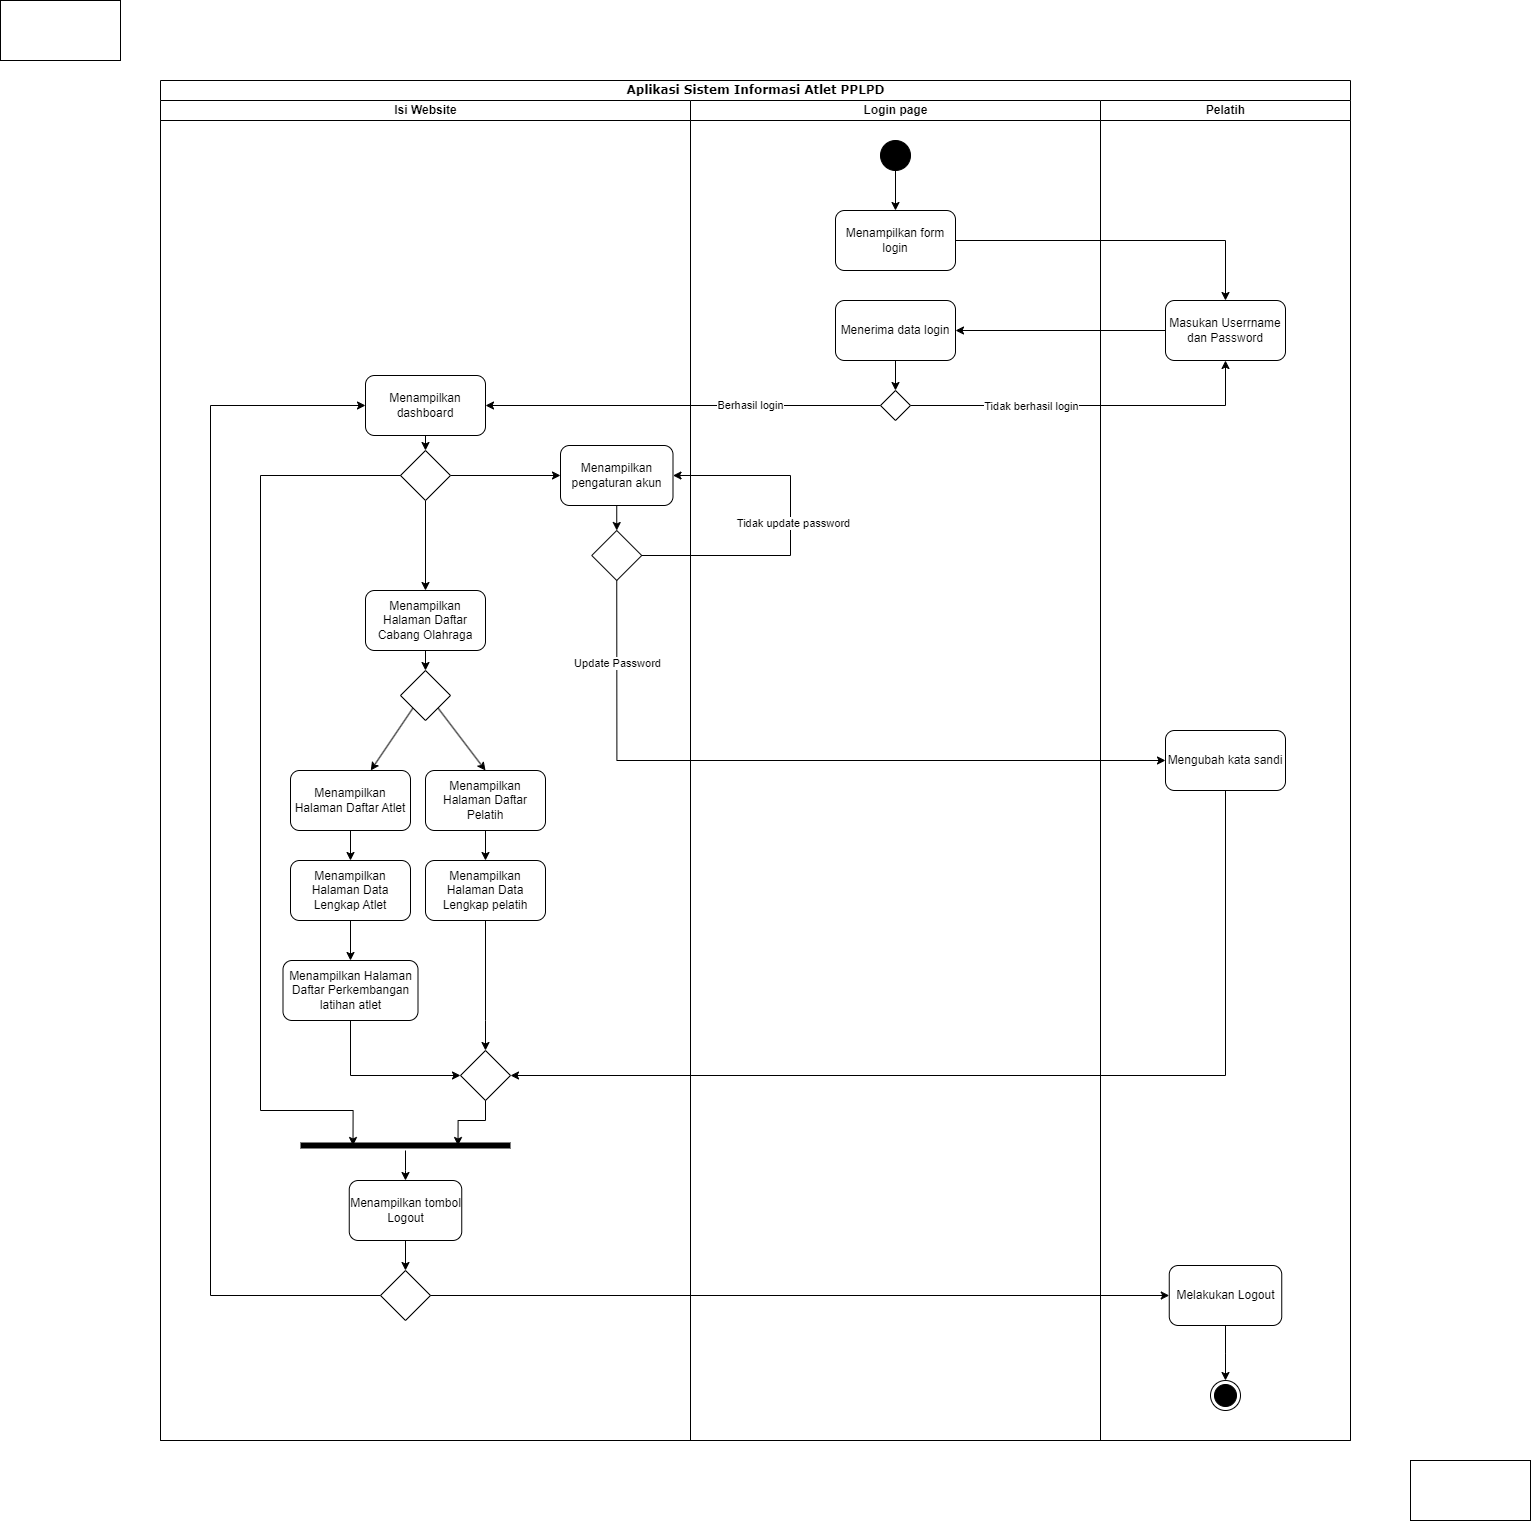 Aplikasi Sistem Informasi Atlet PPLPD
Isi Website
Login page
Pelatih
Menampilkan form
login
Menerima data login
Masukan Userrname
dan Password
Menampilkan
dashboard
Berhasil login
Tidak berhasil login
Menampilkan
pengaturan akun
Tidak update password
Menampilkan
Halaman Daftar
Cabang Olahraga
Update Password
Mengubah kata sandi
Menampilkan
Halaman Daftar Atlet
Menampilkan
Halaman Daftar
Pelatih
Menampilkan
Halaman Data
Lengkap Atlet
Menampilkan
Halaman Data
Lengkap pelatih
Menampilkan Halaman
Daftar Perkembangan
latihan atlet
Menampilkan tombol
Logout
Melakukan Logout